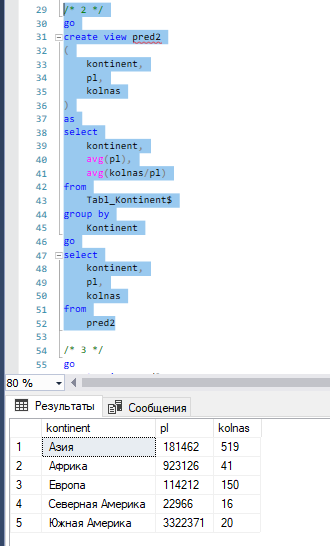 29 /* 2 */
30 go
31 create view pred2
32 (
33 kontinent,
34 pl,
35 kolnas
36 )
37 as
38 select
39 kontinent,
40 avg(pl),
41 avg(kolnas/pl)
42 from
43 Tabl_Kontinent$
44 group by
45 Kontinent
46 go
47 select
48 kontinent,
49 pl,
50 kolnas
51 from
52 pred2
53
54 /* 3 */
55 go
80 %
Результаты Сообщения
kontinent pl kolnas
1 Азия 181462 519
2 Африка 923126 41
3 Европа 114212 150
4 Северная Америка 22966 16
5 Южная Америка 3322371 20